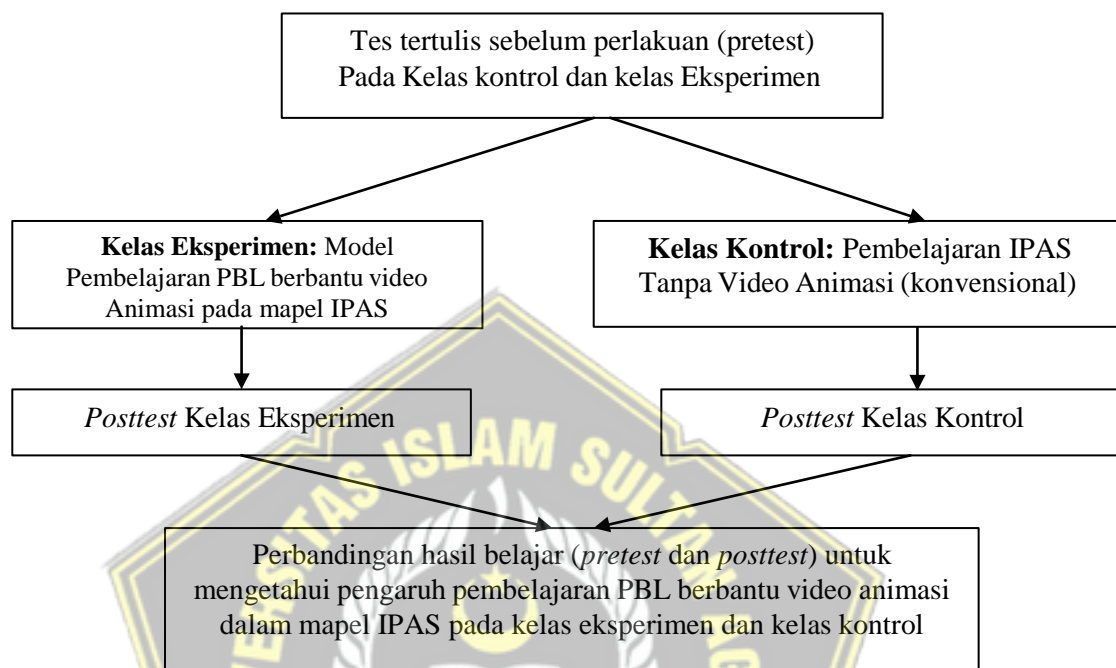 Tes tertulis sebelum perlakuan (pretest)
Pada Kelas kontrol dan kelas Eksperimen
Kelas Eksperimen: Model
Pembelajaran PBL berbantu video
Animasi pada mapel IPAS
Kelas Kontrol: Pembelajaran IPAS
Tanpa Video Animasi (konvensional)
Posttest Kelas Eksperimen
Posttest Kelas Kontrol
ISLAM SULTAN
Perbandingan hasil belajar (pretest dan posttest) untuk
mengetahui pengaruh pembelajaran PBL berbantu video animasi
dalam mapel IPAS pada kelas eksperimen dan kelas kontrol